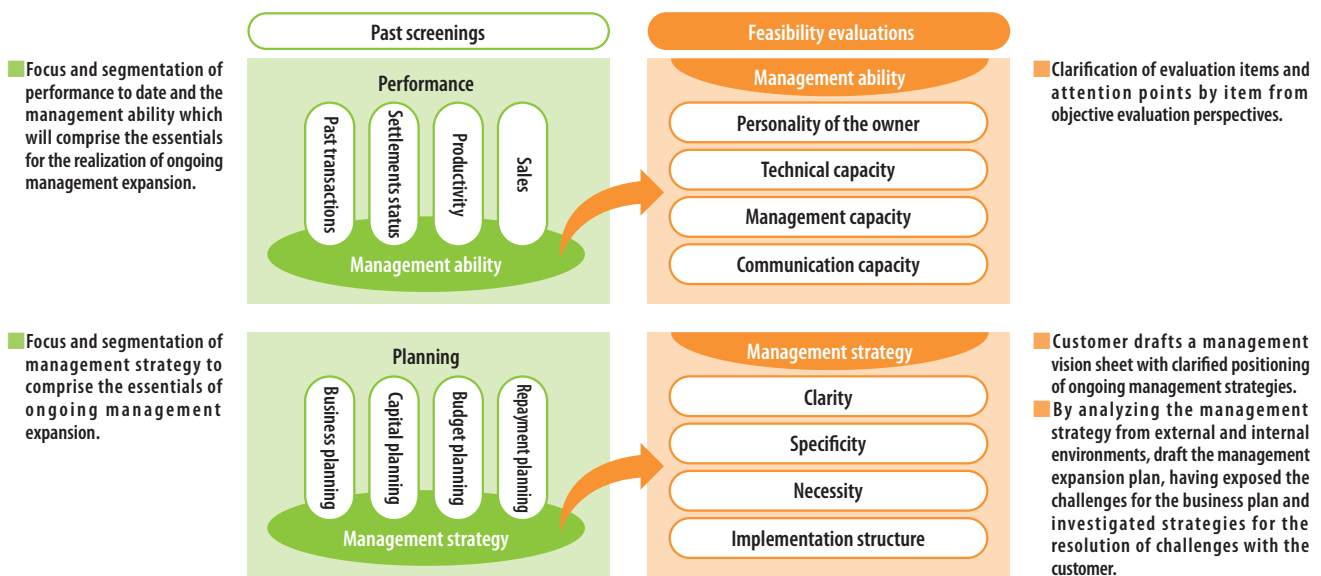 Past screenings
Feasibility evaluations
Focus and segmentation of
performance to date and the
management ability which
will comprise the essentials
for the realization of ongoing
management expansion.
Performance
Past transactions
Settlements status
Productivity
Sales
Management ability
Management ability
Personality of the owner
Technical capacity
Management capacity
Communication capacity
Clarification of evaluation items and
attention points by item from
objective evaluation perspectives.
Focus and segmentation of
management strategy to
comprise the essentials of
ongoing management
expansion.
Planning
Business planning
Capital planning
Budget planning
Repayment planning
Management strategy
Management strategy
Clarity
Specificity
Necessity
Implementation structure
Customer drafts a management
vision sheet with clarified positioning
of ongoing management strategies.
By analyzing the management
strategy from external and internal
environments, draft the management
expansion plan, having exposed the
challenges for the business plan and
investigated strategies for the
resolution of challenges with the
customer.